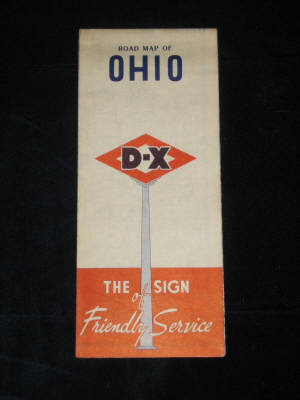 ROAD MAP OF
OHIO
D-X
THE SIGN
of
Friendly Service